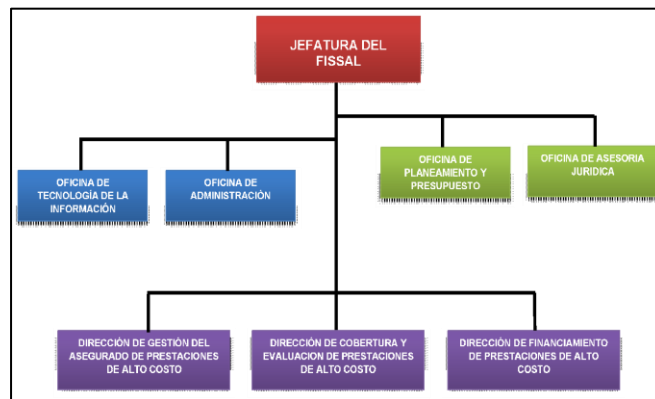 JEFATURA DEL
FISSAL
OFICINA DE
TECNOLOGÍA DE LA
INFORMACIÓN
OFICINA DE
ADMINISTRACIÓN
OFICINA DE
PLANEAMIENTO Y
PRESUPUESTO
OFICINA DE ASESORIA
JURIDICA
DIRECCIÓN DE GESTIÓN DEL
ASEGURADO DE PRESTACIONES
DE ALTO COSTO
DIRECCIÓN DE COBERTURA Y
EVALUACION DE PRESTACIONES
DE ALTO COSTO
DIRECCIÓN DE FINANCIAMIENTO
DE PRESTACIONES DE ALTO
COSTO